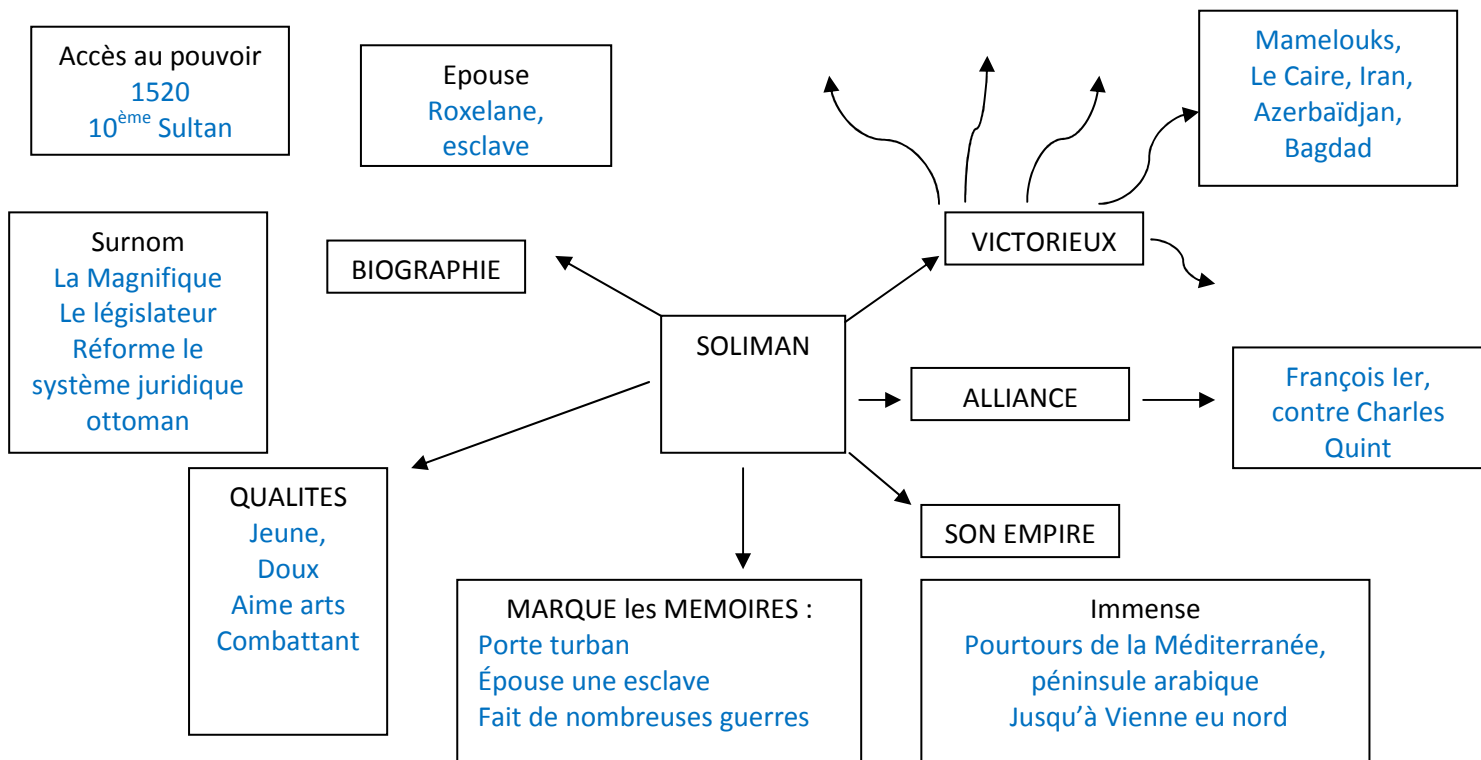 Accès au pouvoir
1520
10ème Sultan
Epouse
Roxelane,
esclave
Mamelouks,
Le Caire, Iran,
Azerbaïdjan,
Bagdad
Surnom
La Magnifique
Le législateur
Réforme le
système juridique
ottoman
BIOGRAPHIE
VICTORIEUX
SOLIMAN
ALLIANCE
François Ier,
contre Charles
Quint
QUALITES
Jeune,
Doux
Aime arts
Combattant
SON EMPIRE
MARQUE les MEMOIRES :
Porte turban
Épouse une esclave
Fait de nombreuses guerres
Immense
Pourtours de la Méditerranée,
péninsule arabique
Jusqu'à Vienne eu nord